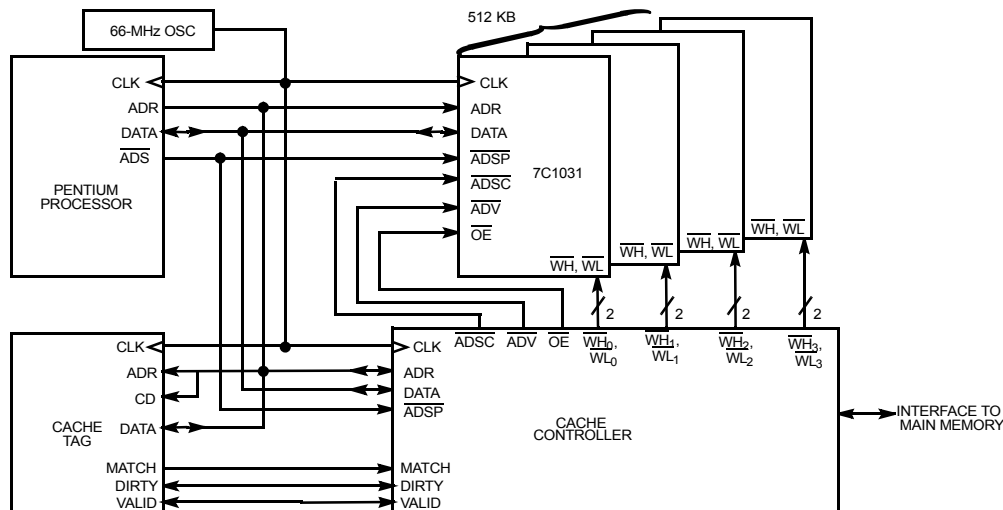 512 KB
66-MHz OSC
CLK
ADR
DATA
ADS
PENTIUM
PROCESSOR
CLK
ADR
DATA
ADSP
ADSC
ADV
OE
7C1031
WH, WL
WH, WL
WH, WL
WH, WL
2
2
2
2
ADSC
ADV
OE
WH0,
WL0
WH1,
WL1
WH2,
WL2
WH3,
WL3
CLK
ADR
CD
DATA
MATCH
DIRTY
VALID
CACHE
TAG
CLK
ADR
DATA
ADSP
MATCH
DIRTY
VALID
CACHE
CONTROLLER
INTERFACE TO
MAIN MEMORY